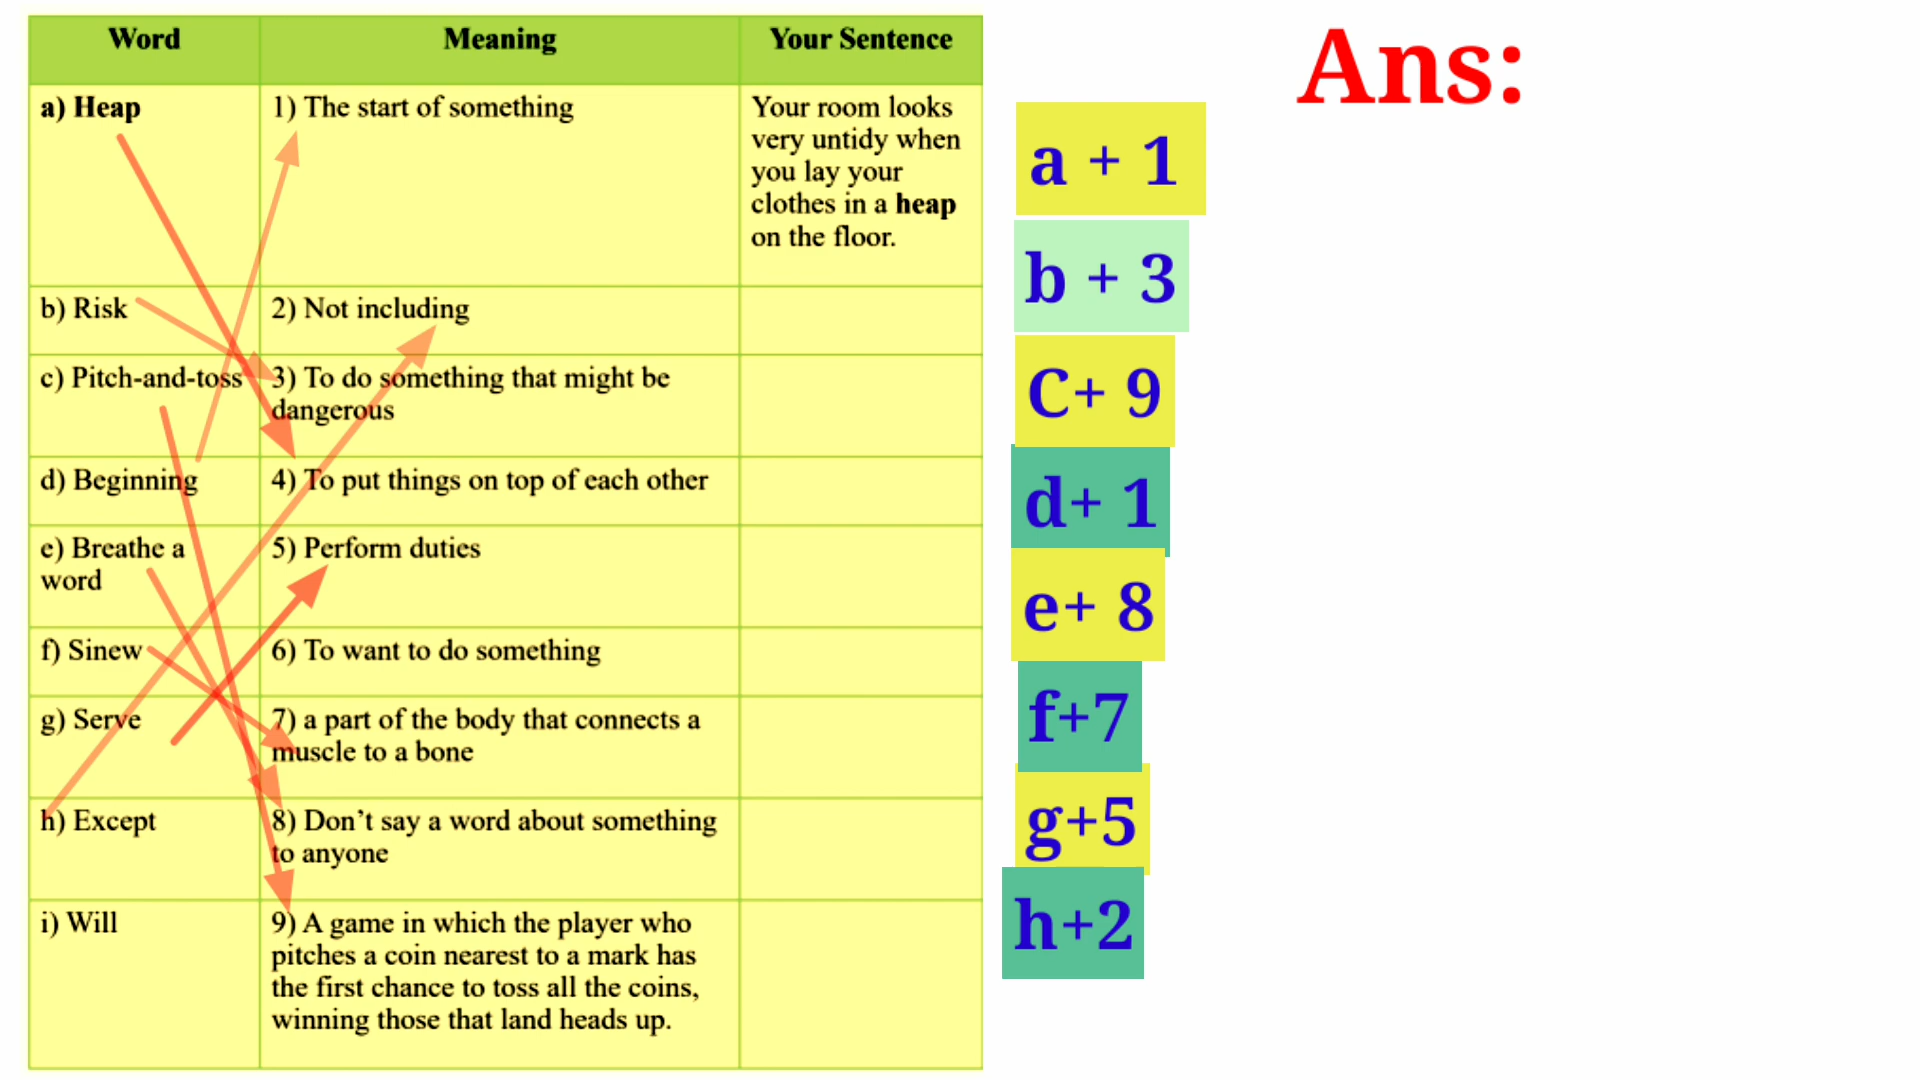 Word Meaning Your Sentence
a) Heap 1) The start of something Your room looks
very untidy when
you lay your
clothes in a heap
on the floor.
b) Risk 2) Not including
c) Pitch-and-toss 3) To do something that might be
dangerous
d) Beginning 4) To put things on top of each other
e) Breathe a 5) Perform duties
word
f) Sinew 6) To want to do something
g) Serve 7) a part of the body that connects a
muscle to a bone
h) Except 8) Don’t say a word about something
to anyone
i) Will 9) A game in which the player who
pitches a coin nearest to a mark has
the first chance to toss all the coins,
winning those that land heads up.
Ans:
a + 1
b + 3
C+ 9
d+ 1
e+ 8
f+7
g+5
h+2